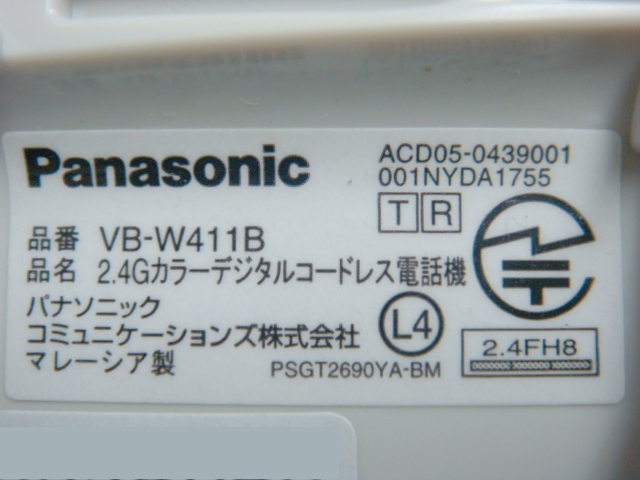 Panasonic
ACD05-0439001
001NYDA1755
T R
品番 VB-W411B
品名 2.4Gカラーデジタルコードレス電話機
パナソニック
コミュニケーションズ株式会社
マレーシア製
L4
PSGT2690YA-BM
2.4FH8